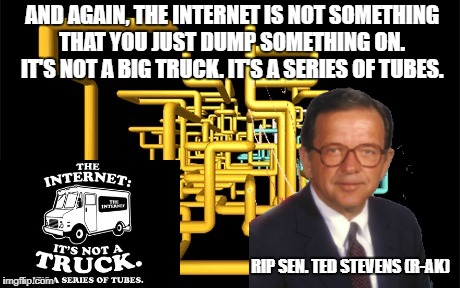 AND AGAIN, THE INTERNET IS NOT SOMETHING
THAT YOU JUST DUMP SOMETHING ON.
IT'S NOT A BIG TRUCK. IT'S A SERIES OF TUBES.
THE
INTERNET:
THE
INTERNET
IT'S NOT A
TRUCK.
A SERIES OF TUBES.
RIP SEN. TED STEVENS (R-AK)
imgflip.com